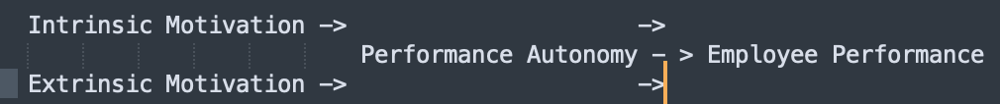 Intrinsic Motivation —>                     —>
                        Performance Autonomy — > Employee Performance
Extrinsic Motivation —>                     —>